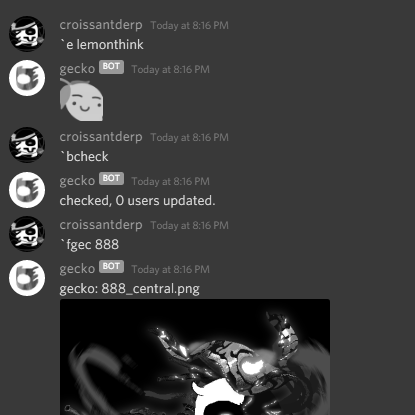 croissantderp Today at 8:16 PM
`e lemonthink
gecko BOT Today at 8:16 PM
croissantderp Today at 8:16 PM
`bcheck
gecko BOT Today at 8:16 PM
checked, 0 users updated.
croissantderp Today at 8:16 PM
`fgec 888
gecko BOT Today at 8:16 PM
gecko: 888_central.png